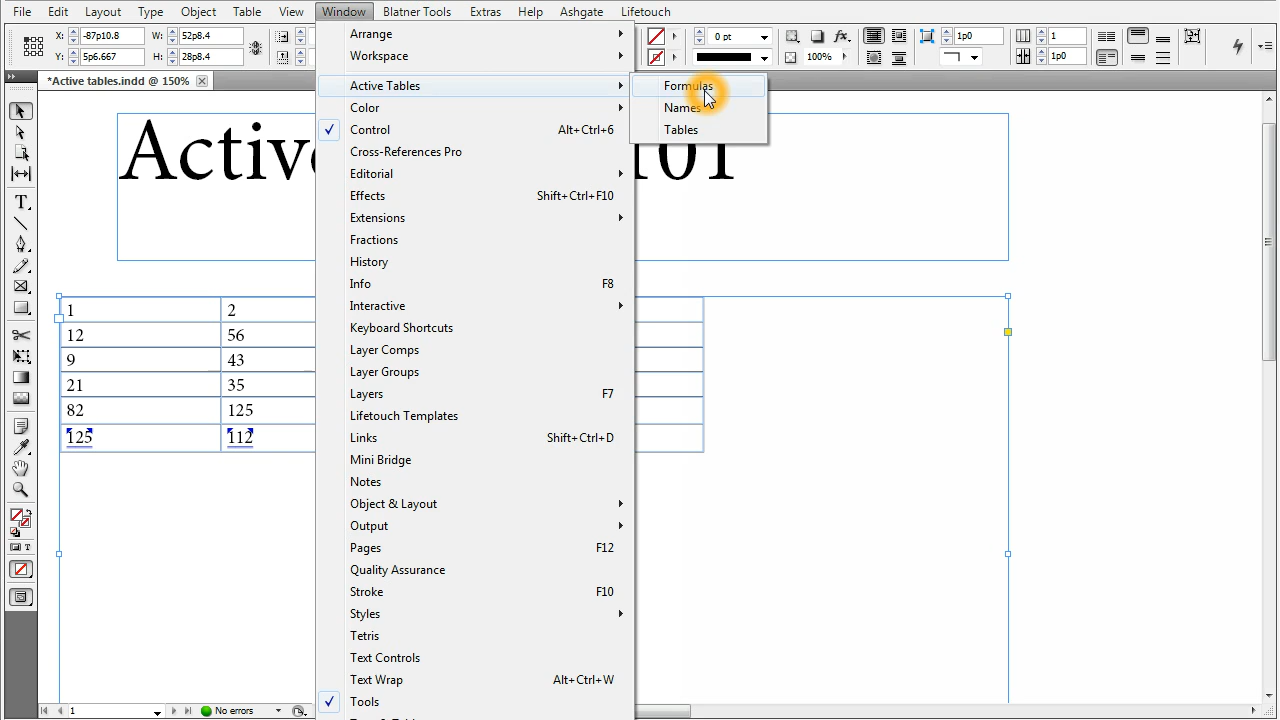 File Edit Layout Type Object Table View Window Blatner Tools Extras Help Ashgate Lifetouch
X: -87p10.8 W: 52p8.4 0 pt fx. 1p0 1
Y: 5p6.667 H: 28p8.4 100% 1p0
*Active tables.indd @ 150%
Arrange
Workspace
Active Tables
Color
Control Alt+Ctrl+6
Cross-References Pro
Editorial
Effects Shift+Ctrl+F10
Extensions
Fractions
History
Info F8
Interactive
Keyboard Shortcuts
Layer Comps
Layer Groups
Layers F7
Lifetouch Templates
Links Shift+Ctrl+D
Mini Bridge
Notes
Object & Layout
Output
Pages F12
Quality Assurance
Stroke F10
Styles
Tetris
Text Controls
Text Wrap Alt+Ctrl+W
Tools
Formulas
Names
Tables
Active 101
1 2
12 56
9 43
21 35
82 125
125 112
1 No errors